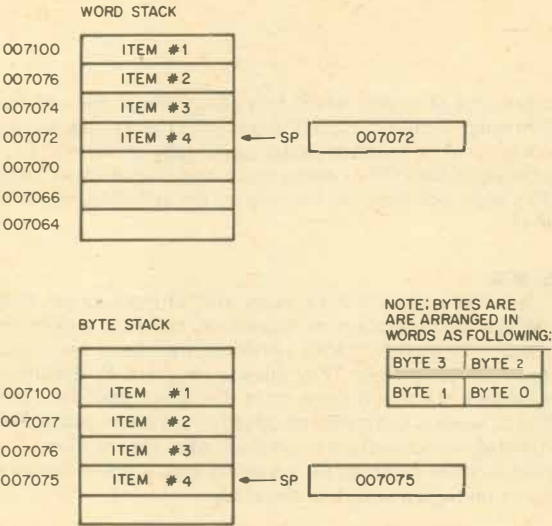 WORD STACK
007100 ITEM #1
007076 ITEM #2
007074 ITEM #3
007072 ITEM #4 SP 007072
007070
007066
007064
NOTE: BYTES ARE
ARE ARRANGED IN
WORDS AS FOLLOWING:
BYTE 3 BYTE 2
BYTE 1 BYTE 0
BYTE STACK
007100 ITEM #1
007077 ITEM #2
007076 ITEM #3
007075 ITEM #4 SP 007075